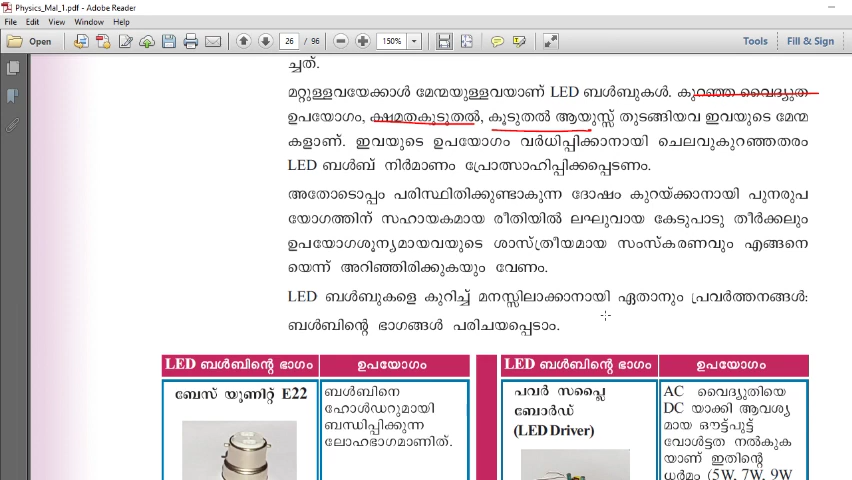 Physics_Mal_1.pdf - Adobe Reader
File Edit View Window Help
Open 26 / 96 150% Tools Fill & Sign
ച്ചത്.
മറ്റുള്ളവയേക്കാൾ മേന്മയുള്ളവയാണ് LED ബൾബുകൾ. കുറഞ്ഞ വൈദ്യുത
ഉപയോഗം, ക്ഷമതകൂടുതൽ, കൂടുതൽ ആയുസ്സ് തുടങ്ങിയവ ഇവയുടെ മേന്മ
കളാണ്. ഇവയുടെ ഉപയോഗം വർധിപ്പിക്കാനായി ചെലവുകുറഞ്ഞതരം
LED ബൾബ് നിർമാണം പ്രോത്സാഹിപ്പിക്കപ്പെടണം.
അതോടൊപ്പം പരിസ്ഥിതിക്കുണ്ടാകുന്ന ദോഷം കുറയ്ക്കാനായി പുനരുപ
യോഗത്തിന് സഹായകമായ രീതിയിൽ ലഘുവായ കേടുപാടു തീർക്കലും
ഉപയോഗശൂന്യമായവയുടെ ശാസ്ത്രീയമായ സംസ്കരണവും എങ്ങനെ
യെന്ന് അറിഞ്ഞിരിക്കുകയും വേണം.
LED ബൾബുകളെ കുറിച്ച് മനസ്സിലാക്കാനായി ഏതാനും പ്രവർത്തനങ്ങൾ:
ബൾബിന്റെ ഭാഗങ്ങൾ പരിചയപ്പെടാം.
LED ബൾബിന്റെ ഭാഗം ഉപയോഗം
ബേസ് യൂണിറ്റ് E22
ബൾബിനെ
ഹോൾഡറുമായി
ബന്ധിപ്പിക്കുന്ന
ലോഹഭാഗമാണിത്.
LED ബൾബിന്റെ ഭാഗം ഉപയോഗം
പവർ സപ്ലൈ
ബോർഡ്
(LED Driver)
AC വൈദ്യുതിയെ
DC യാക്കി ആവശ്യ
മായ ഔട്ട്പുട്ട്
വോൾട്ടത നൽകുക
യാണ് ഇതിന്റെ
ധർമം (5W, 7W, 9W